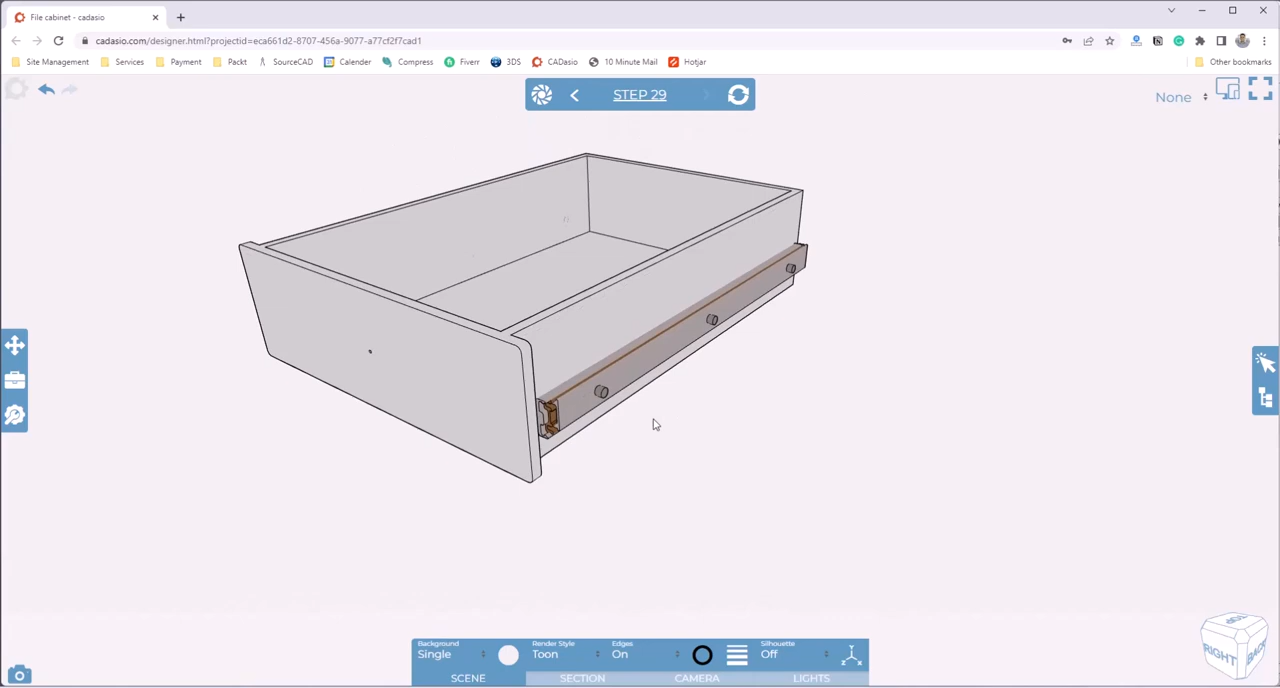 File cabinet - cadasio
cadasio.com/designer.html?projectid=eca661d2-8707-456a-9077-a77cf2f7cad1
Site Management Services Payment Packt SourceCAD Calender Compress Fiverr 3DS CADasio 10 Minute Mail Hotjar Other bookmarks
STEP 29
None
TOP
RIGHT BACK
Background Render Style Edges Silhouette
Single Toon On Off
SCENE SECTION CAMERA LIGHTS